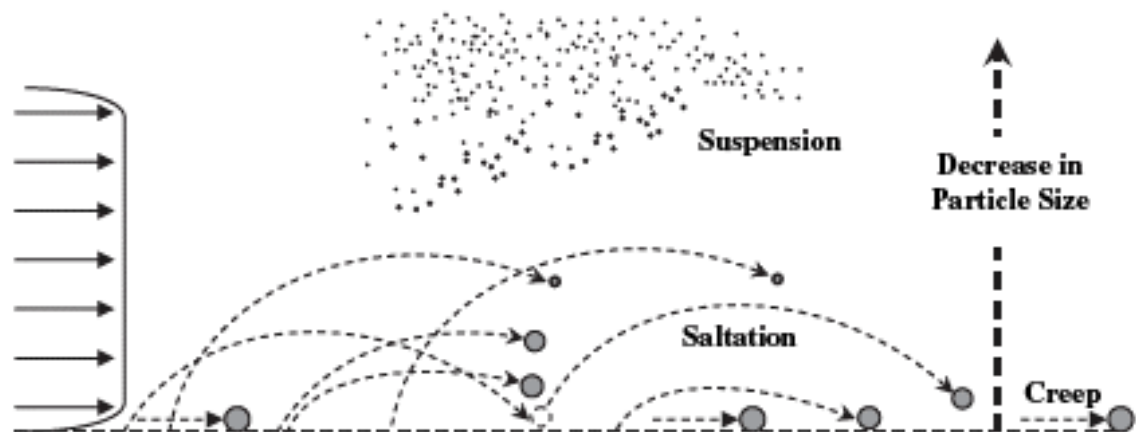 Suspension
Decrease in
Particle Size
Saltation
Creep